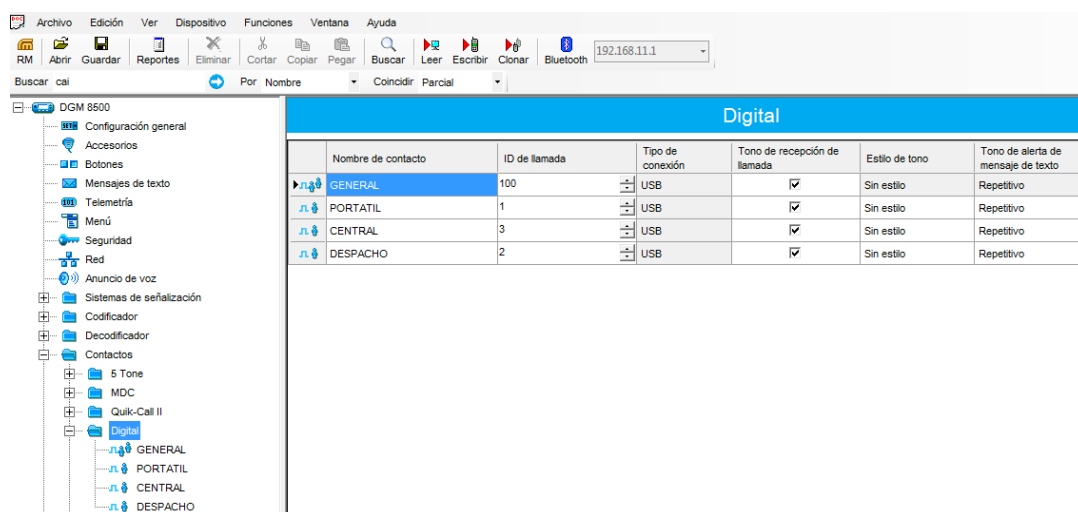 Archivo Edición Ver Dispositivo Funciones Ventana Ayuda
RM Abrir Guardar Reportes Eliminar Cortar Copiar Pegar Buscar Leer Escribir Clonar Bluetooth 192.168.11.1
Buscar cai Por Nombre Coincidir Parcial
DGM 8500
Configuración general
Accesorios
Botones
Mensajes de texto
Telemetría
Menú
Seguridad
Red
Anuncio de voz
Sistemas de señalización
Codificador
Decodificador
Contactos
5 Tone
MDC
Quik-Call II
Digital
GENERAL
PORTATIL
CENTRAL
DESPACHO
Digital
Nombre de contacto ID de llamada Tipo de conexión Tono de recepción de llamada Estilo de tono Tono de alerta de mensaje de texto
GENERAL 100 USB Sin estilo Repetitivo
PORTATIL 1 USB Sin estilo Repetitivo
CENTRAL 3 USB Sin estilo Repetitivo
DESPACHO 2 USB Sin estilo Repetitivo